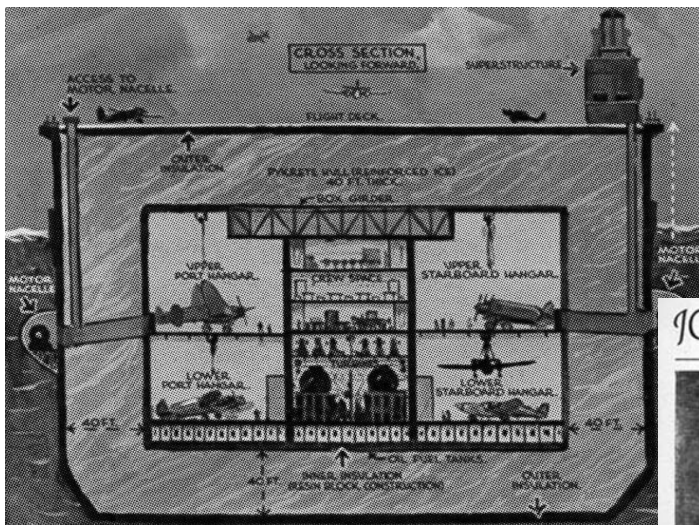 CROSS SECTION,
LOOKING FORWARD.
ACCESS TO
MOTOR NACELLE.
SUPERSTRUCTURE
FLIGHT DECK.
OUTER
INSULATION.
PYKRETE HULL (REINFORCED ICE)
40 FT. THICK.
BOX GIRDER.
UPPER
PORT HANGAR.
CREW SPACE
UPPER
STARBOARD HANGAR.
MOTOR
NACELLE
MOTOR
NACELLE
LOWER
PORT HANGAR.
LOWER
STARBOARD HANGAR.
40 FT.
40 FT.
40 FT.
OIL FUEL TANKS.
INNER INSULATION
(RESIN BLOCK CONSTRUCTION)
OUTER
INSULATION.